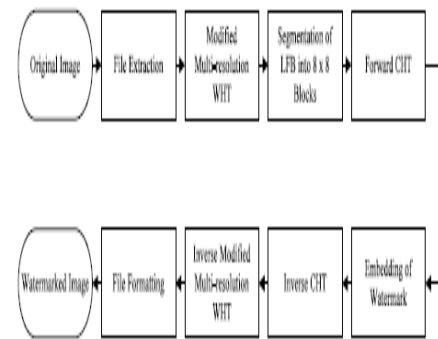 Original Image
File Extraction
Modified
Multi-resolution
WHT
Segmentation of
LFB into 8 x 8
Blocks
Forward CHT
Watermarked Image
File Formatting
Inverse Modified
Multi-resolution
WHT
Inverse CHT
Embedding of
Watermark